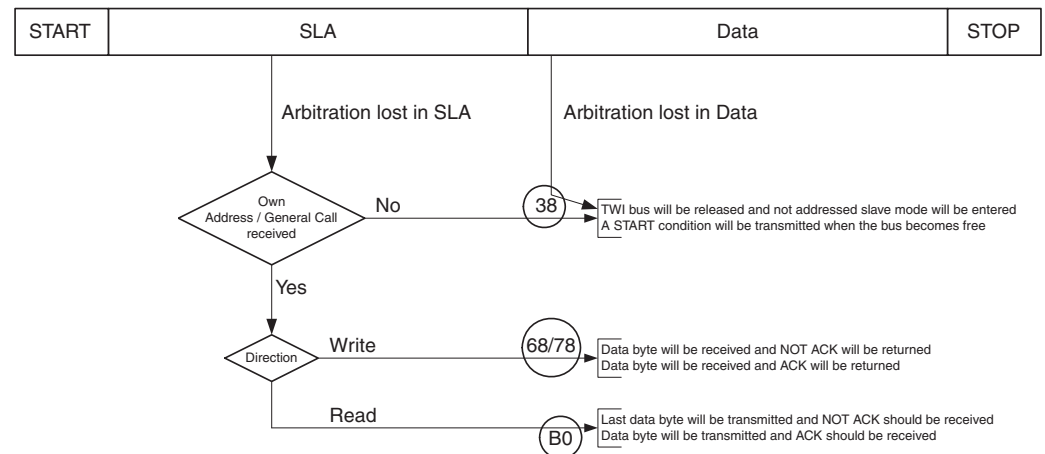 START SLA Data STOP
Arbitration lost in SLA Arbitration lost in Data
Own
Address / General Call
received
No
38
TWI bus will be released and not addressed slave mode will be entered
A START condition will be transmitted when the bus becomes free
Yes
Direction
Write
68/78
Data byte will be received and NOT ACK will be returned
Data byte will be received and ACK will be returned
Read
B0
Last data byte will be transmitted and NOT ACK should be received
Data byte will be transmitted and ACK should be received